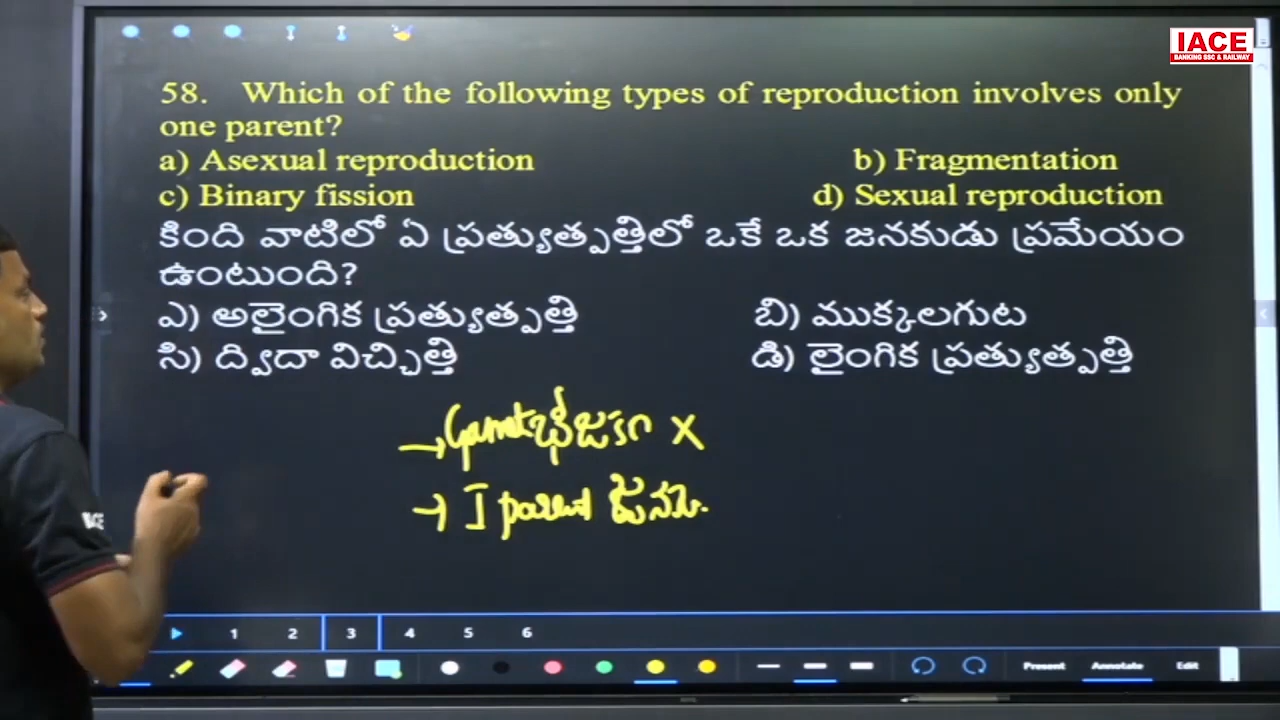 IACE
BANKING SSC & RAILWAY
58. Which of the following types of reproduction involves only
one parent?
a) Asexual reproduction b) Fragmentation
c) Binary fission d) Sexual reproduction
కింది వాటిలో ఏ ప్రత్యుత్పత్తిలో ఒకే ఒక జనకుడు ప్రమేయం
ఉంటుంది?
ఎ) అలైంగిక ప్రత్యుత్పత్తి బి) ముక్కలగుట
సి) ద్విదా విచ్ఛిత్తి డి) లైంగిక ప్రత్యుత్పత్తి
→ X
→ I parent
IACE
1 2 3 4 5 6
Present Annotate Edit